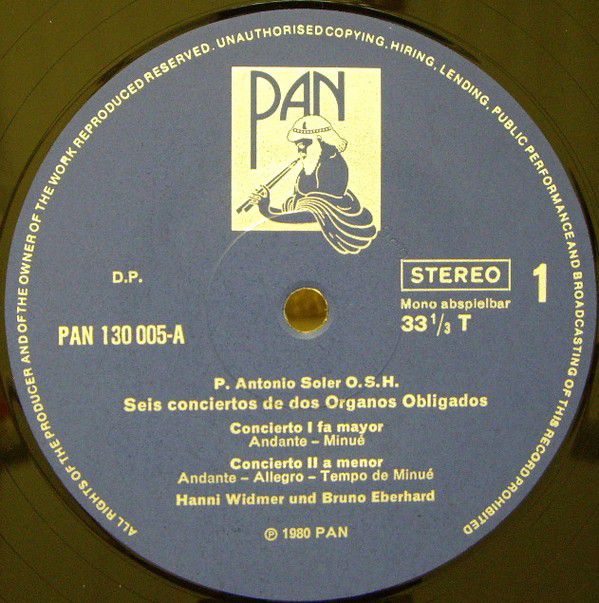 ALL RIGHTS OF THE PRODUCER AND OF THE OWNER OF THE WORK REPRODUCED RESERVED. UNAUTHORISED COPYING, HIRING, LENDING, PUBLIC PERFORMANCE AND BROADCASTING OF THIS RECORD PROHIBITED
PAN
D.P.
STEREO 1
Mono abspielbar
PAN 130 005-A 33 1/3 T
P. Antonio Soler O.S.H.
Seis conciertos de dos Organos Obligados
Concierto I fa mayor
Andante – Minué
Concierto II a menor
Andante – Allegro – Tempo de Minué
Hanni Widmer und Bruno Eberhard
℗ 1980 PAN